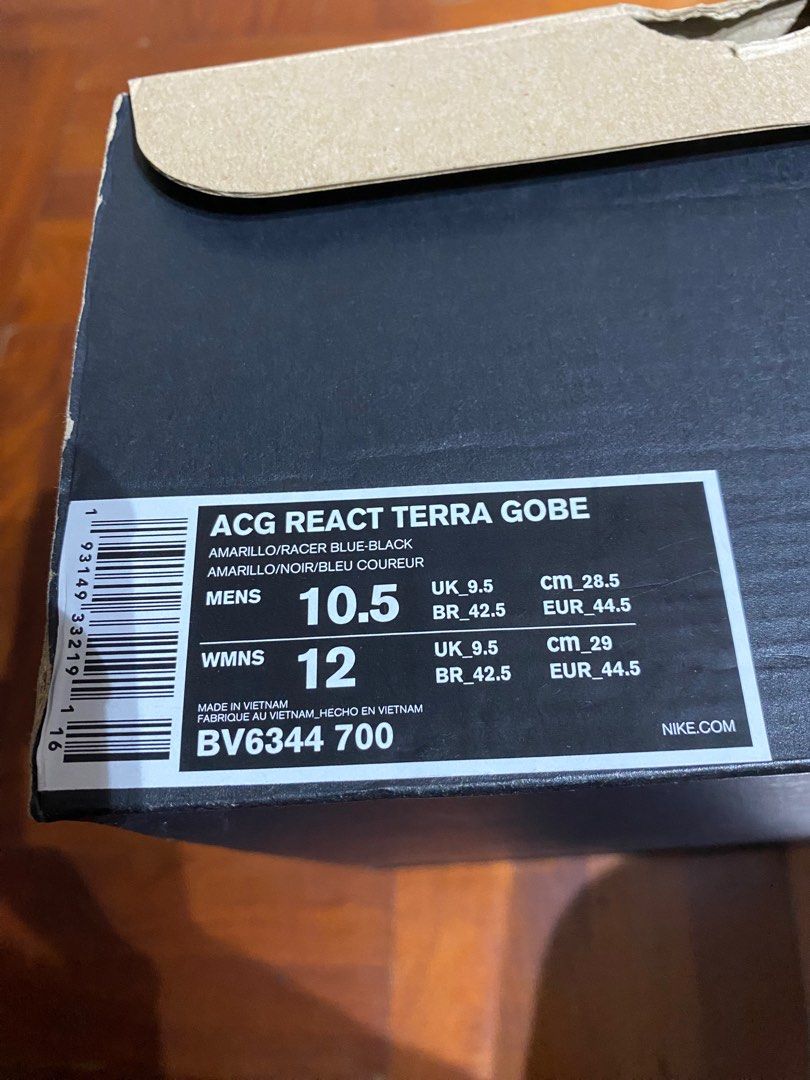 ACG REACT TERRA GOBE
AMARILLO/RACER BLUE-BLACK
AMARILLO/NOIR/BLEU COUREUR
MENS 10.5 UK_9.5 cm_28.5
BR_42.5 EUR_44.5
WMNS 12 UK_9.5 cm_29
BR_42.5 EUR_44.5
MADE IN VIETNAM
FABRIQUE AU VIETNAM_HECHO EN VIETNAM
BV6344 700
NIKE.COM
1 93149 33219 1 16